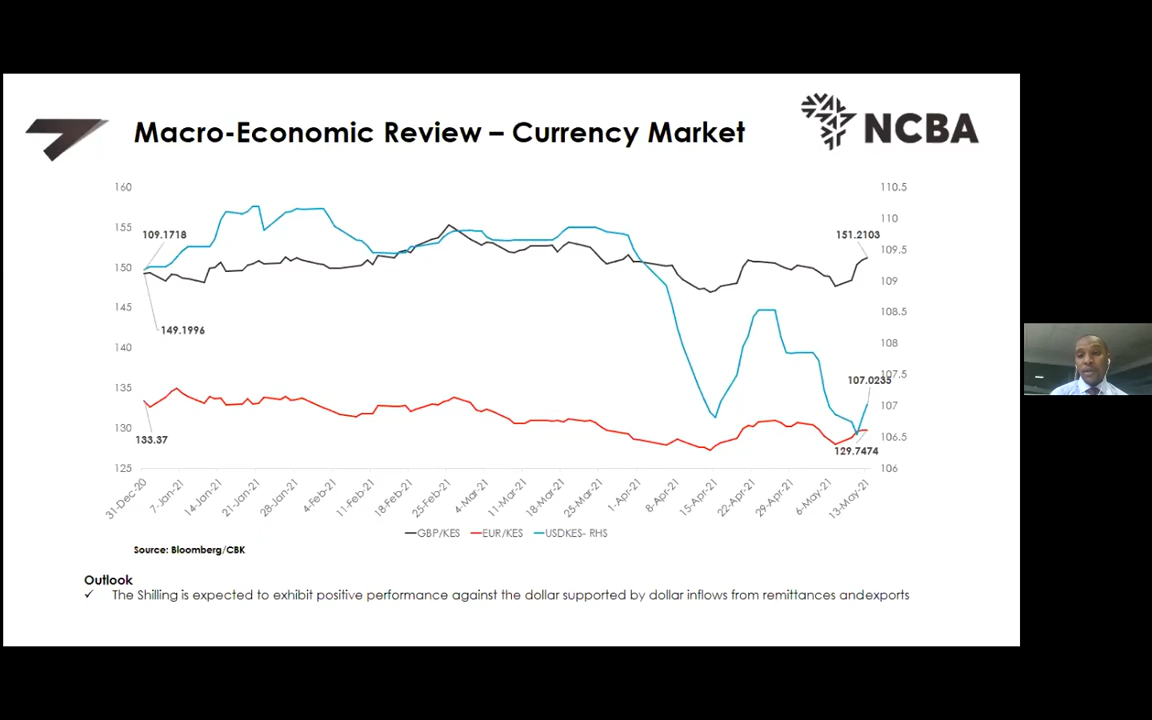 Macro-Economic Review – Currency Market
NCBA
160
155
150
145
140
135
130
125
110.5
110
109.5
109
108.5
108
107.5
107
106.5
106
109.1718
149.1996
133.37
151.2103
107.0235
129.7474
31-Dec-20
7-Jan-21
14-Jan-21
21-Jan-21
28-Jan-21
4-Feb-21
11-Feb-21
18-Feb-21
25-Feb-21
4-Mar-21
11-Mar-21
18-Mar-21
25-Mar-21
1-Apr-21
8-Apr-21
15-Apr-21
22-Apr-21
29-Apr-21
6-May-21
13-May-21
GBP/KES EUR/KES USDKES- RHS
Source: Bloomberg/CBK
Outlook
✓ The Shilling is expected to exhibit positive performance against the dollar supported by dollar inflows from remittances andexports